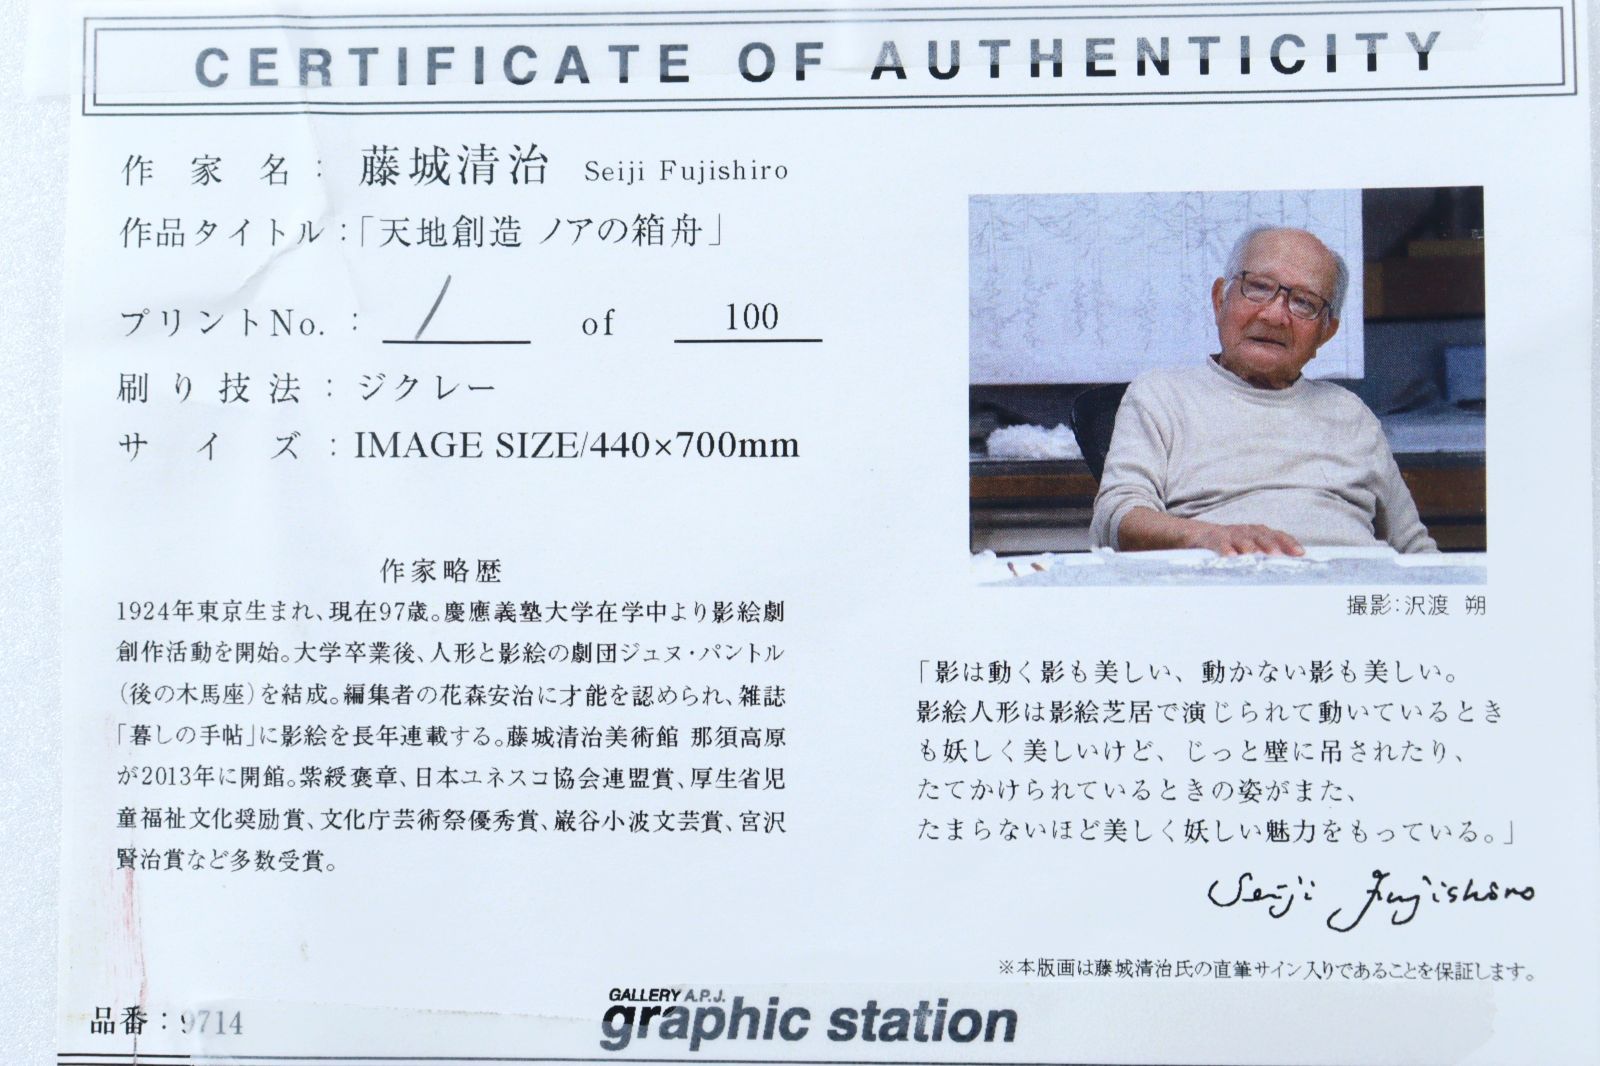 CERTIFICATE OF AUTHENTICITY
作家名：藤城清治 Seiji Fujishiro
作品タイトル：「天地創造 ノアの箱舟」
プリントNo.： 1 of 100
刷り技法：ジクレー
サイズ：IMAGE SIZE/440×700mm
作家略歴
1924年東京生まれ、現在97歳。慶應義塾大学在学中より影絵劇
創作活動を開始。大学卒業後、人形と影絵の劇団ジュヌ・パントル
（後の木馬座）を結成。編集者の花森安治に才能を認められ、雑誌
「暮しの手帖」に影絵を長年連載する。藤城清治美術館 那須高原
が2013年に開館。紫綬褒章、日本ユネスコ協会連盟賞、厚生省児
童福祉文化奨励賞、文化庁芸術祭優秀賞、巌谷小波文芸賞、宮沢
賢治賞など多数受賞。
撮影：沢渡 朔
「影は動く影も美しい、動かない影も美しい。
影絵人形は影絵芝居で演じられて動いているとき
も妖しく美しいけど、じっと壁に吊されたり、
たてかけられているときの姿がまた、
たまらないほど美しく妖しい魅力をもっている。」
Seiji Fujishiro
※本版画は藤城清治氏の直筆サイン入りであることを保証します。
品番：9714
GALLERY A.P.J.
graphic station